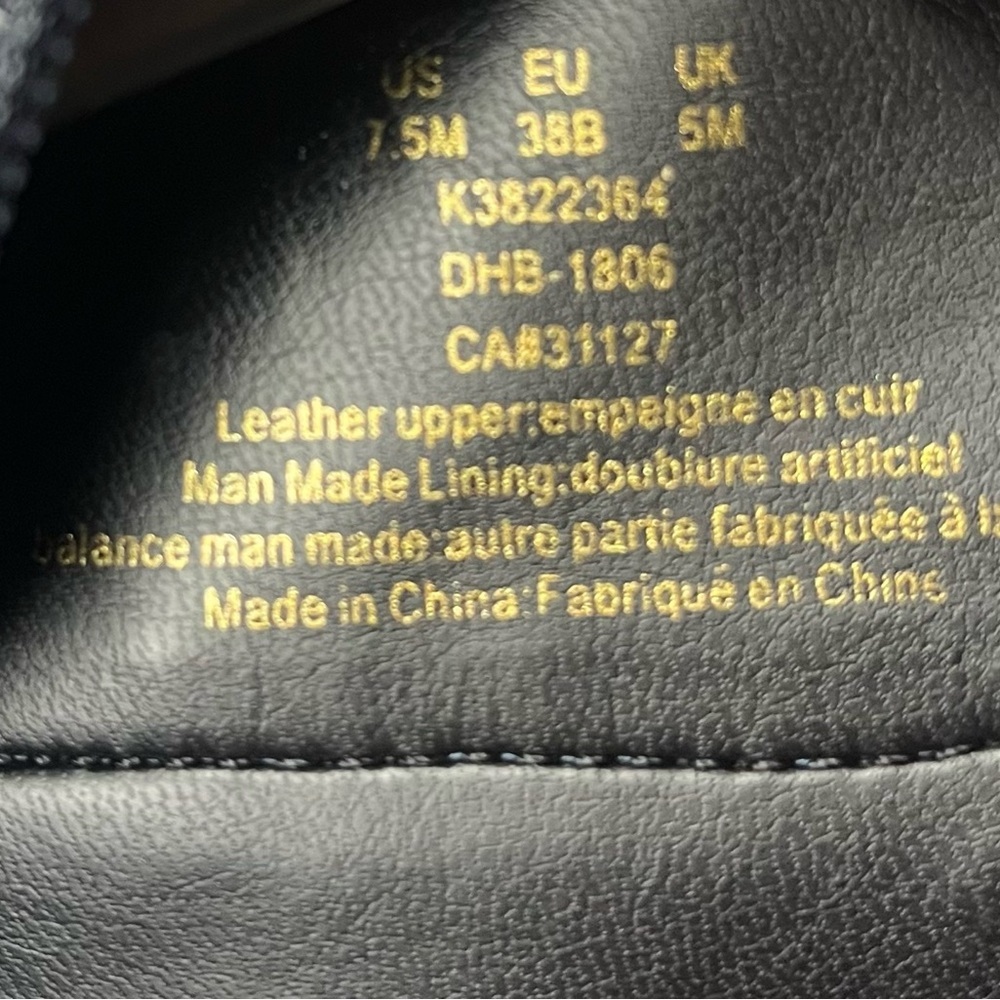 US EU UK
7.5M 38B 5M
K3822364
DHB-1806
CA#31127
Leather upper:empeigne en cuir
Man Made Lining:doublure artificiel
balance man made:autre partie fabriquée à
Made in China:Fabriqué en Chine